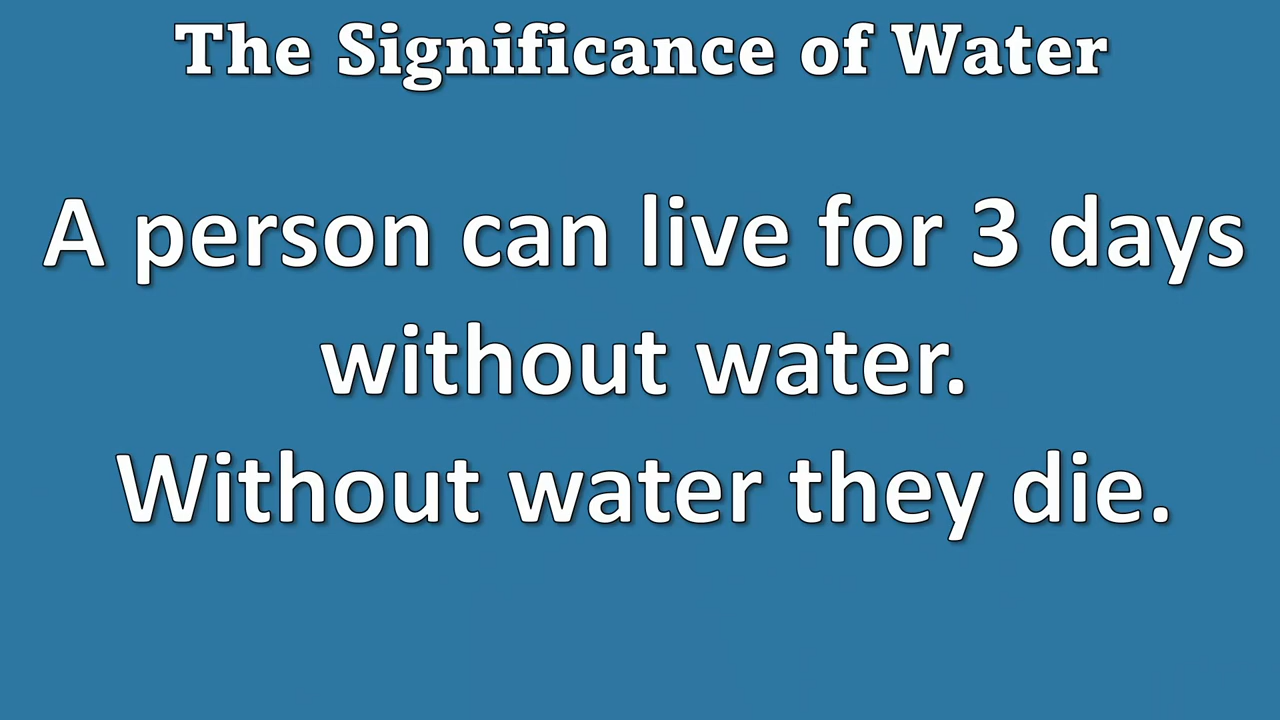 The Significance of Water
A person can live for 3 days
without water.
Without water they die.